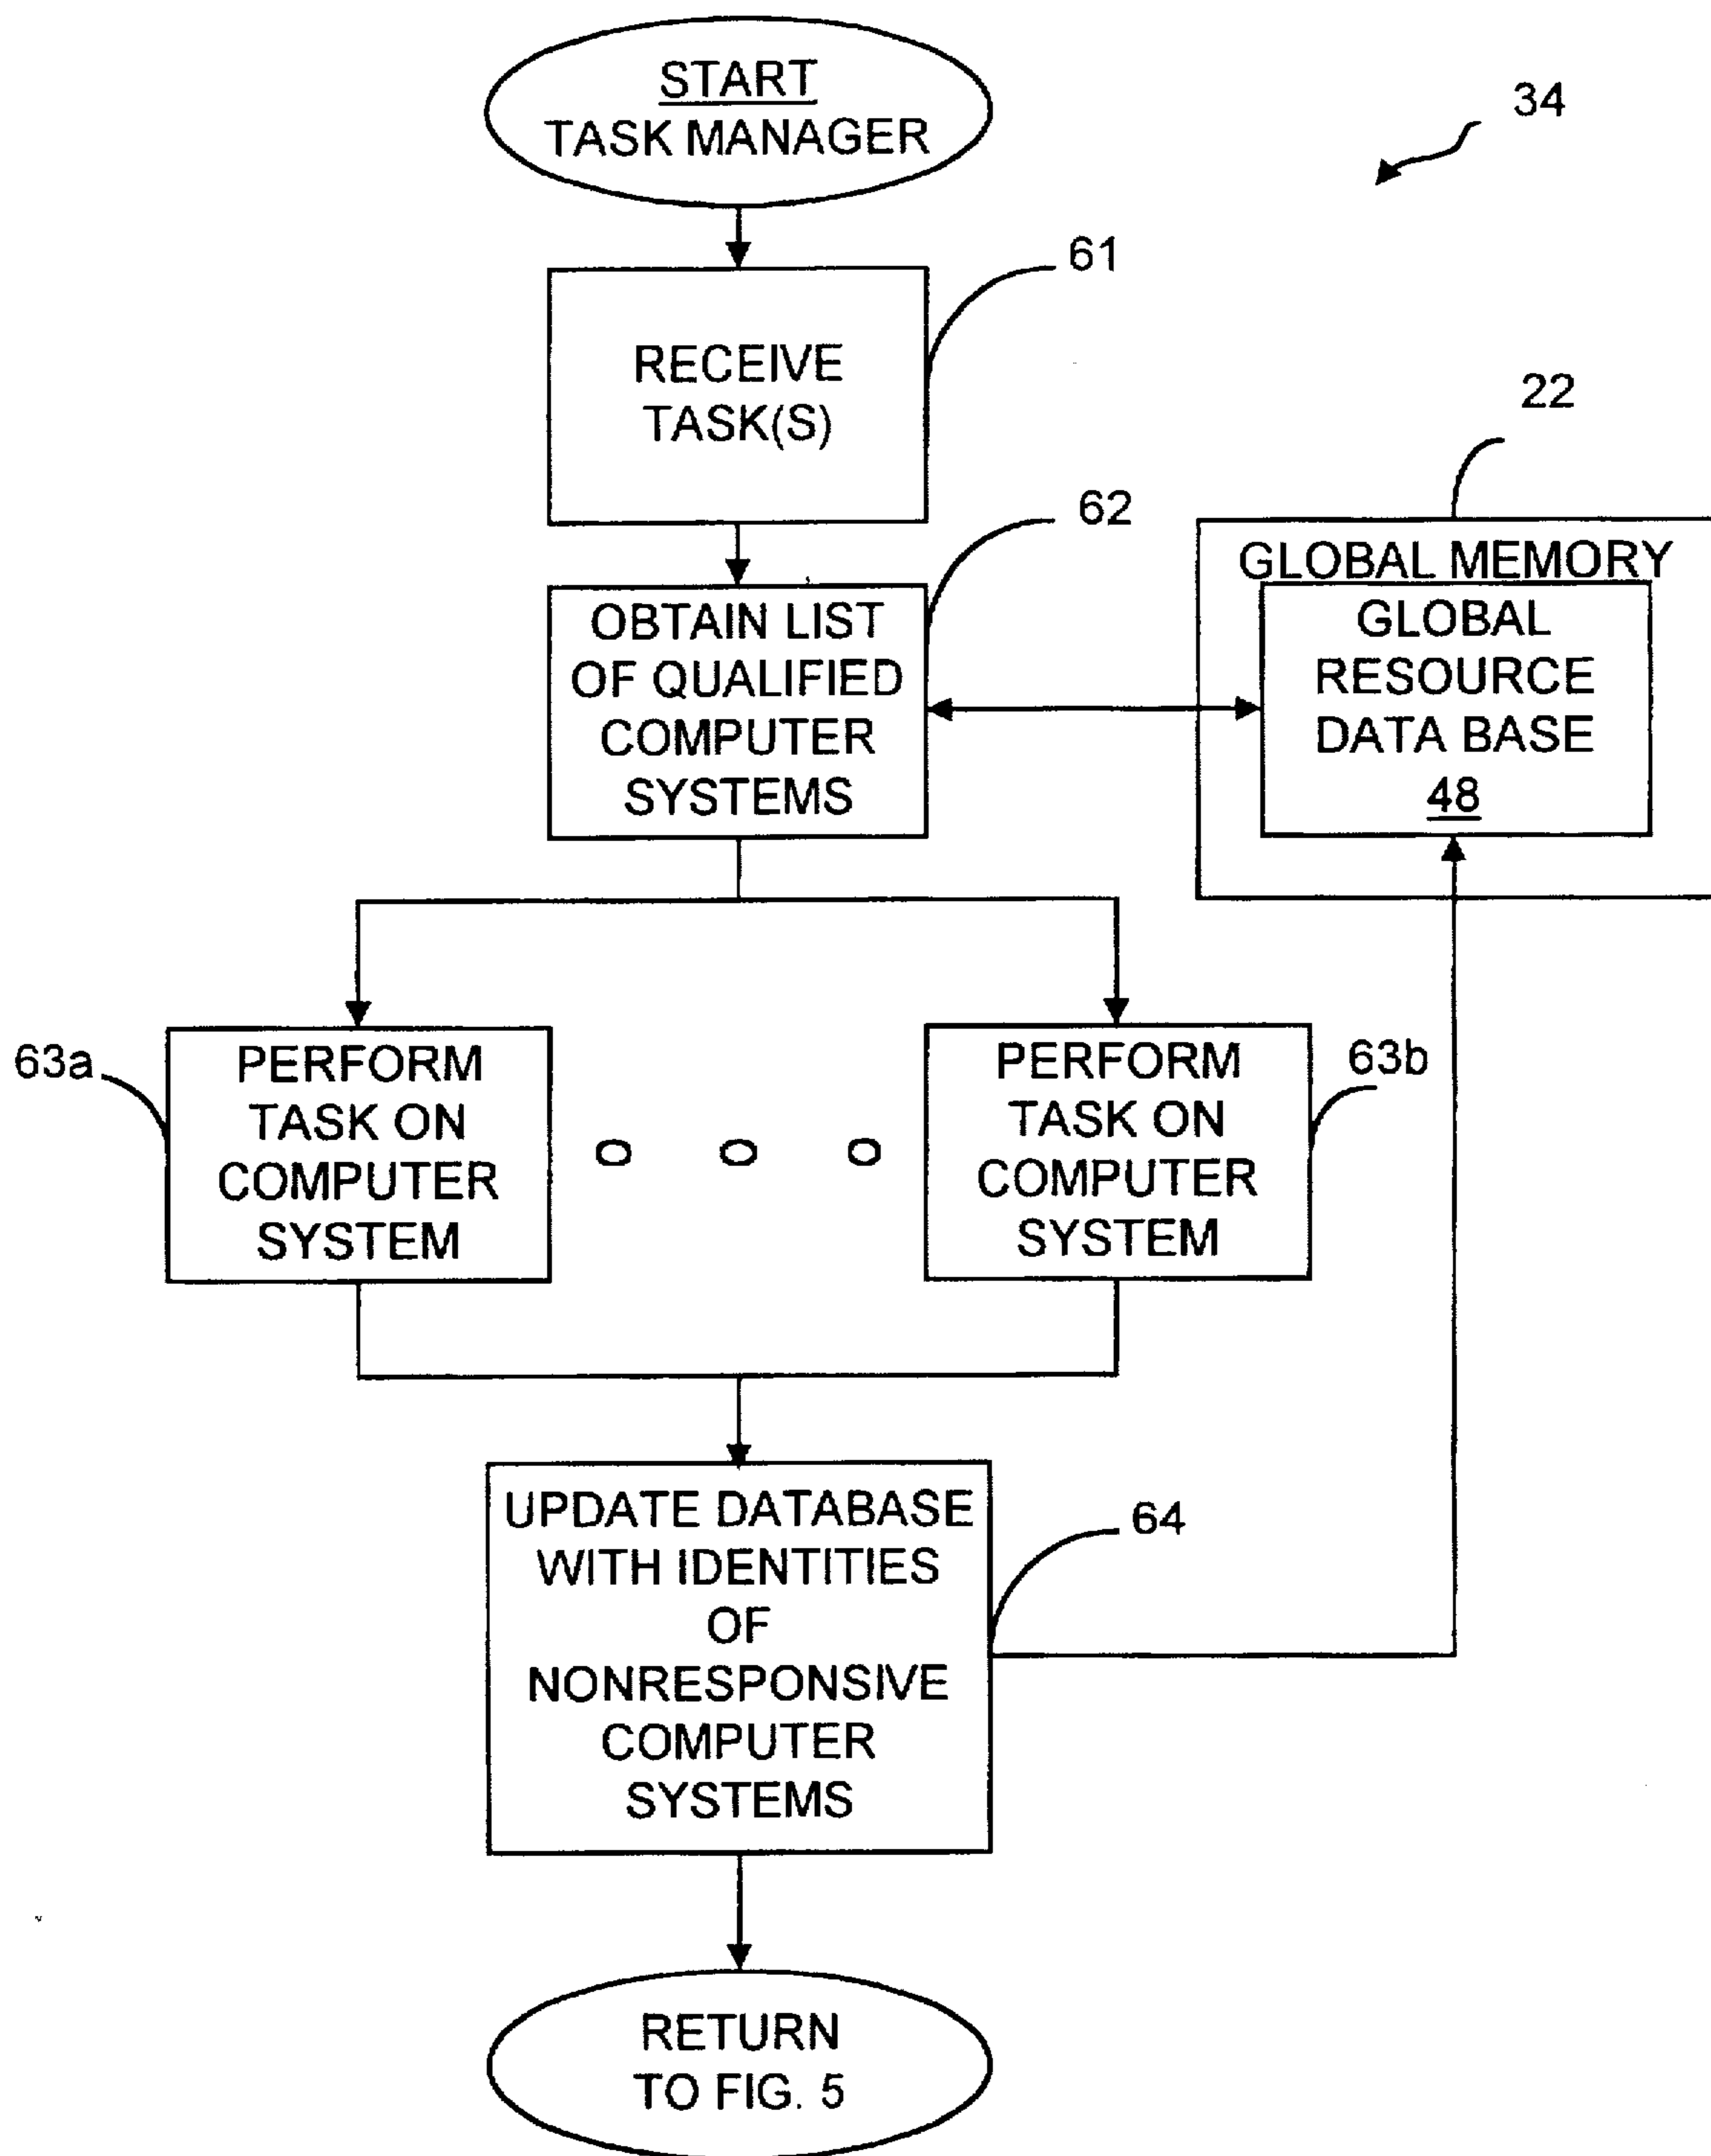 START
TASK MANAGER
34
61
RECEIVE
TASK(S)
22
62
GLOBAL MEMORY
OBTAIN LIST
OF QUALIFIED
COMPUTER
SYSTEMS
GLOBAL
RESOURCE
DATA BASE
48
63a
PERFORM
TASK ON
COMPUTER
SYSTEM
PERFORM
TASK ON
COMPUTER
SYSTEM
63b
UPDATE DATABASE
WITH IDENTITIES
OF
NONRESPONSIVE
COMPUTER
SYSTEMS
64
RETURN
TO FIG. 5